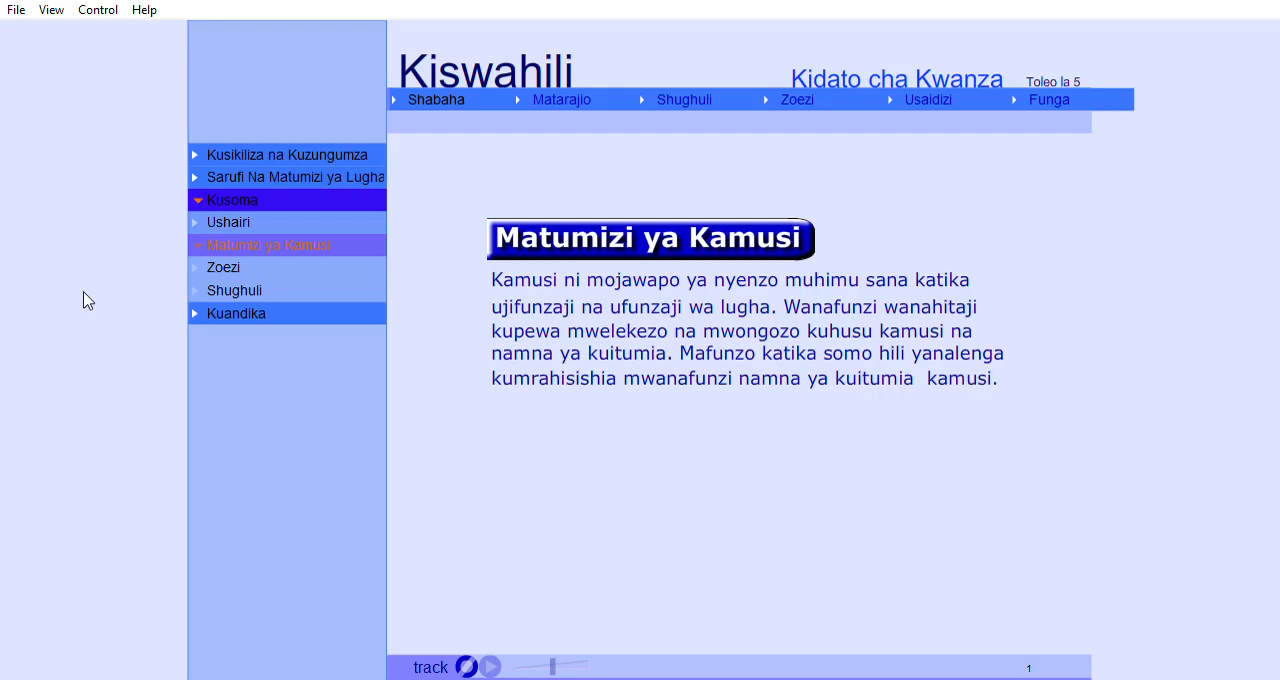 File View Control Help
Kiswahili
Kidato cha Kwanza Toleo la 5
Shabaha Matarajio Shughuli Zoezi Usaidizi Funga
Kusikiliza na Kuzungumza
Sarufi Na Matumizi ya Lugha
Kusoma
Ushairi
Matumizi ya Kamusi
Zoezi
Shughuli
Kuandika
Matumizi ya Kamusi
Kamusi ni mojawapo ya nyenzo muhimu sana katika
ujifunzaji na ufunzaji wa lugha. Wanafunzi wanahitaji
kupewa mwelekezo na mwongozo kuhusu kamusi na
namna ya kuitumia. Mafunzo katika somo hili yanalenga
kumrahisishia mwanafunzi namna ya kuitumia kamusi.
track 1